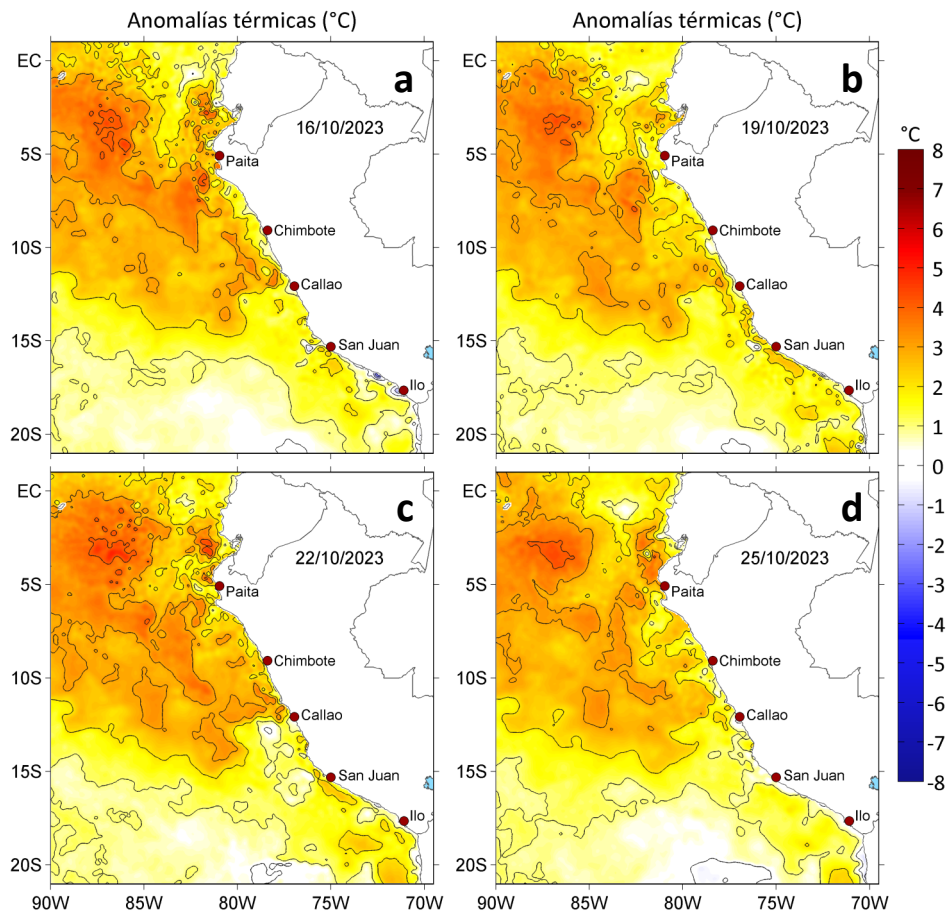 Anomalías térmicas (°C)
Anomalías térmicas (°C)
EC
5S
10S
15S
20S
a
16/10/2023
Paita
Chimbote
Callao
San Juan
Ilo
EC
5S
10S
15S
20S
b
19/10/2023
Paita
Chimbote
Callao
San Juan
Ilo
EC
5S
10S
15S
20S
c
22/10/2023
Paita
Chimbote
Callao
San Juan
Ilo
90W 85W 80W 75W 70W
EC
5S
10S
15S
20S
d
25/10/2023
Paita
Chimbote
Callao
San Juan
Ilo
90W 85W 80W 75W 70W
°C
8
7
6
5
4
3
2
1
0
-1
-2
-3
-4
-5
-6
-7
-8